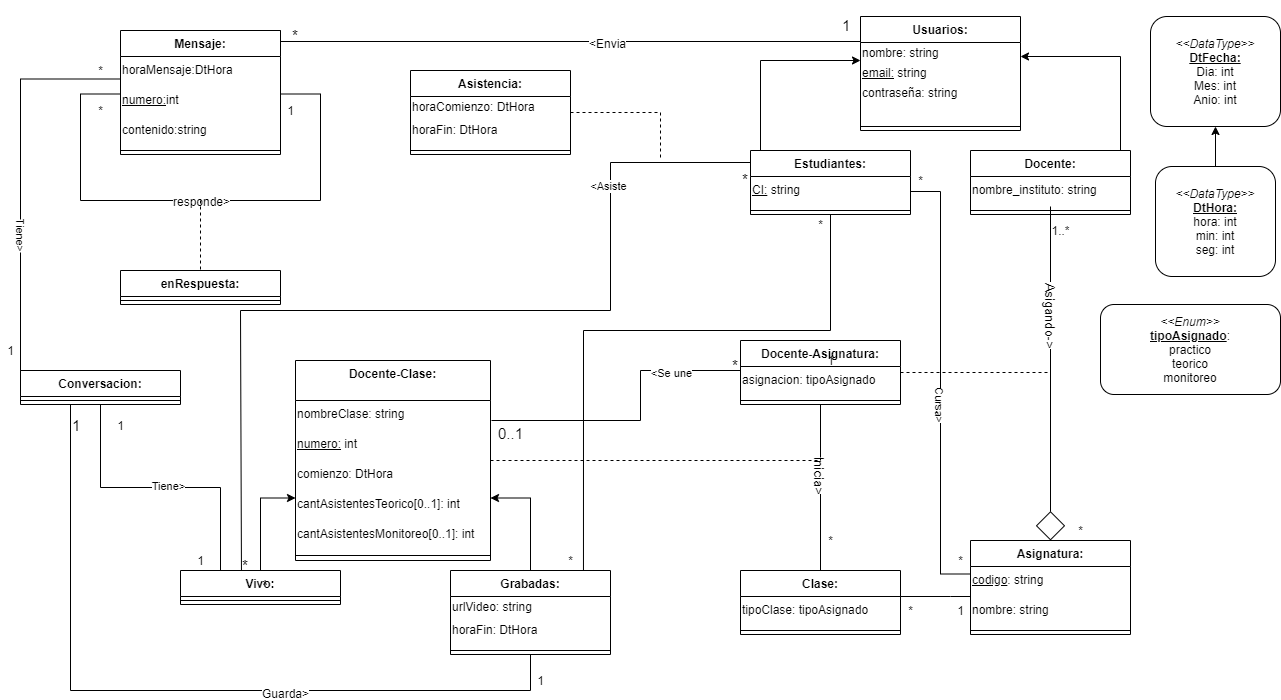 Mensaje:
horaMensaje:DtHora
numero:int
contenido:string
*
*
*
1
responde>
enRespuesta:
Tiene>
1
Conversacion:
1
1
Tiene>
1
Guarda>
1
<Envia
1
Usuarios:
nombre: string
email: string
contraseña: string
Asistencia:
horaComienzo: DtHora
horaFin: DtHora
<Asiste
*
Estudiantes:
CI: string
*
*
Docente:
nombre_instituto: string
1..*
Asigando->
<<DataType>>
DtFecha:
Dia: int
Mes: int
Anio: int
<<DataType>>
DtHora:
hora: int
min: int
seg: int
<<Enum>>
tipoAsignado:
practico
teorico
monitoreo
Docente-Clase:
nombreClase: string
numero: int
comienzo: DtHora
cantAsistentesTeorico[0..1]: int
cantAsistentesMonitoreo[0..1]: int
0..1
<Se une
*
Docente-Asignatura:
1
asignacion: tipoAsignado
Inicia>
*
Cursa>
*
*
Vivo:
*
*
Grabadas:
urlVideo: string
horaFin: DtHora
Clase:
tipoClase: tipoAsignado
*
1
*
Asignatura:
codigo: string
nombre: string